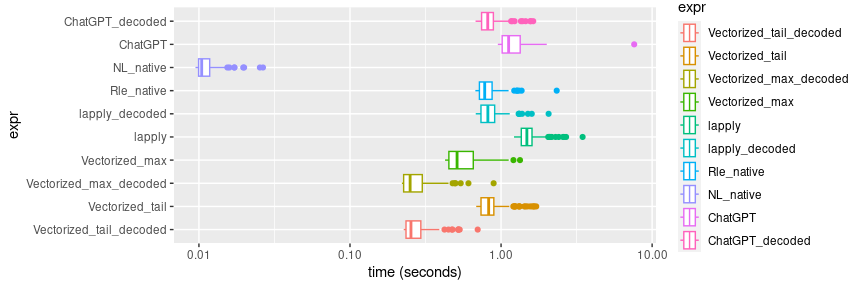 expr
ChatGPT_decoded
ChatGPT
NL_native
Rle_native
lapply_decoded
lapply
Vectorized_max
Vectorized_max_decoded
Vectorized_tail
Vectorized_tail_decoded
0.01 0.10 1.00 10.00
time (seconds)
expr
Vectorized_tail_decoded
Vectorized_tail
Vectorized_max_decoded
Vectorized_max
lapply
lapply_decoded
Rle_native
NL_native
ChatGPT
ChatGPT_decoded